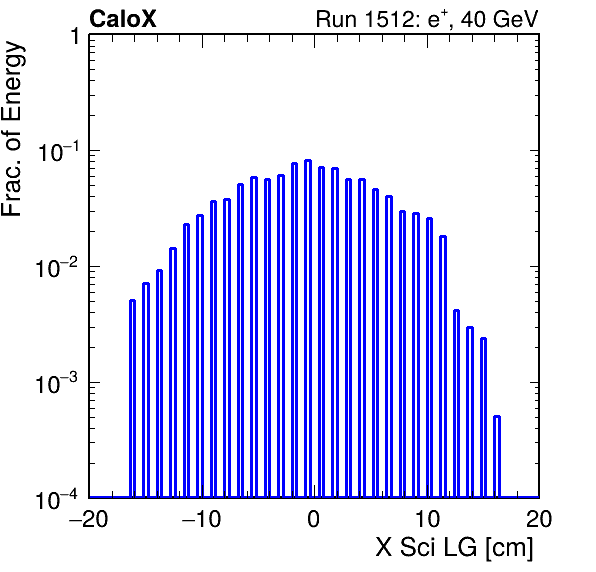 CaloX Run 1512: e⁺, 40 GeV
Frac. of Energy
1
10⁻¹
10⁻²
10⁻³
10⁻⁴
−20 −10 0 10 20
X Sci LG [cm]